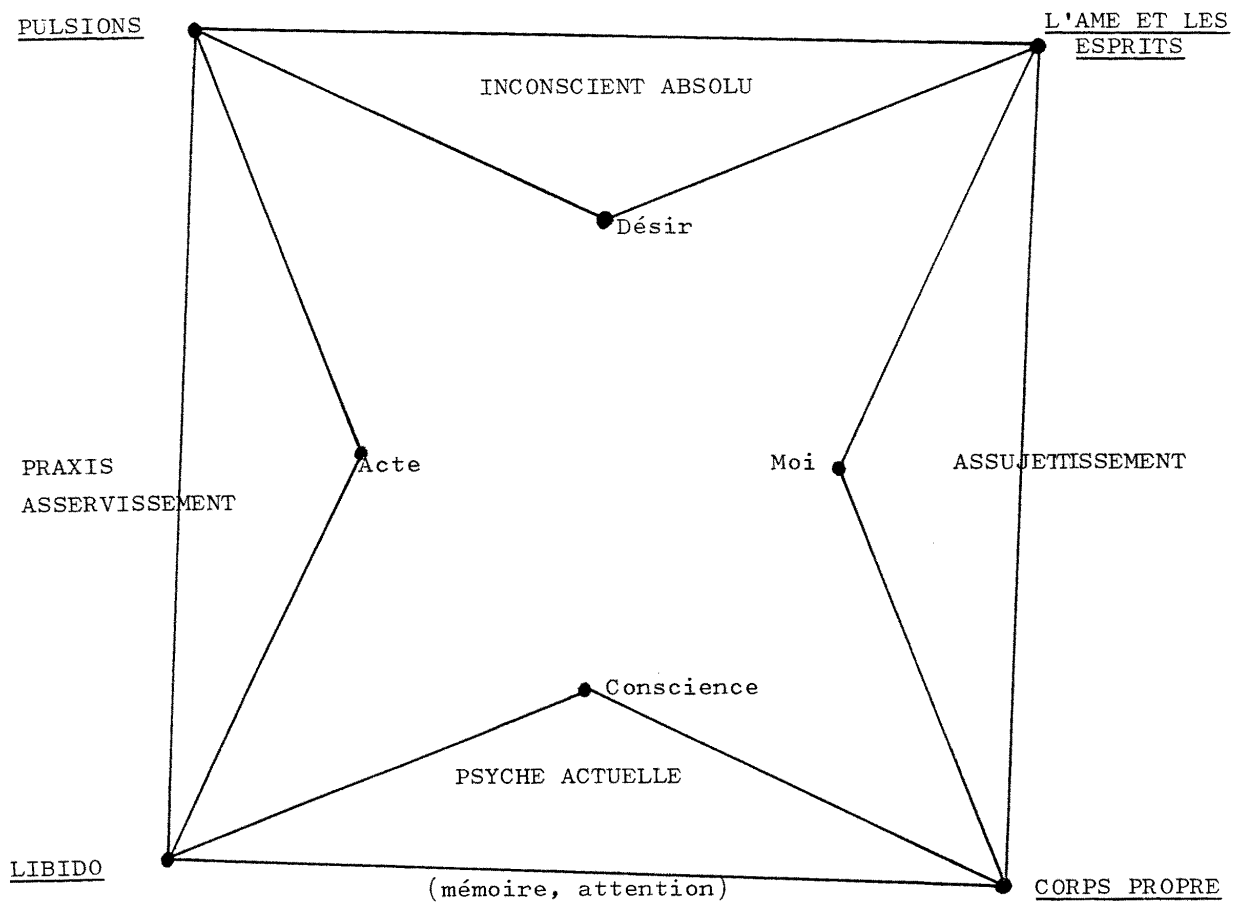 PULSIONS
L'AME ET LES
ESPRITS
INCONSCIENT ABSOLU
Désir
PRAXIS
ASSERVISSEMENT
Acte
Moi
ASSUJETTISSEMENT
Conscience
PSYCHE ACTUELLE
LIBIDO
(mémoire, attention)
CORPS PROPRE